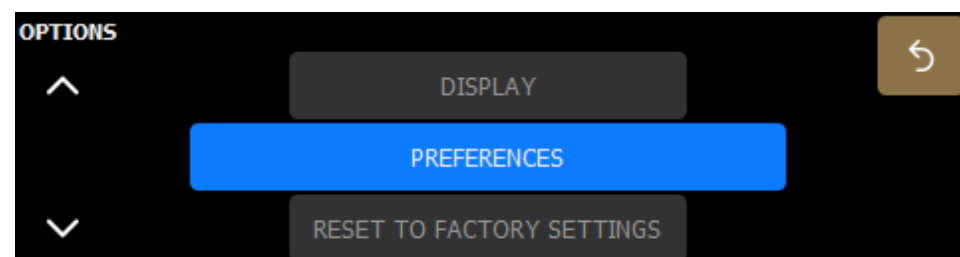 OPTIONS
DISPLAY
PREFERENCES
RESET TO FACTORY SETTINGS